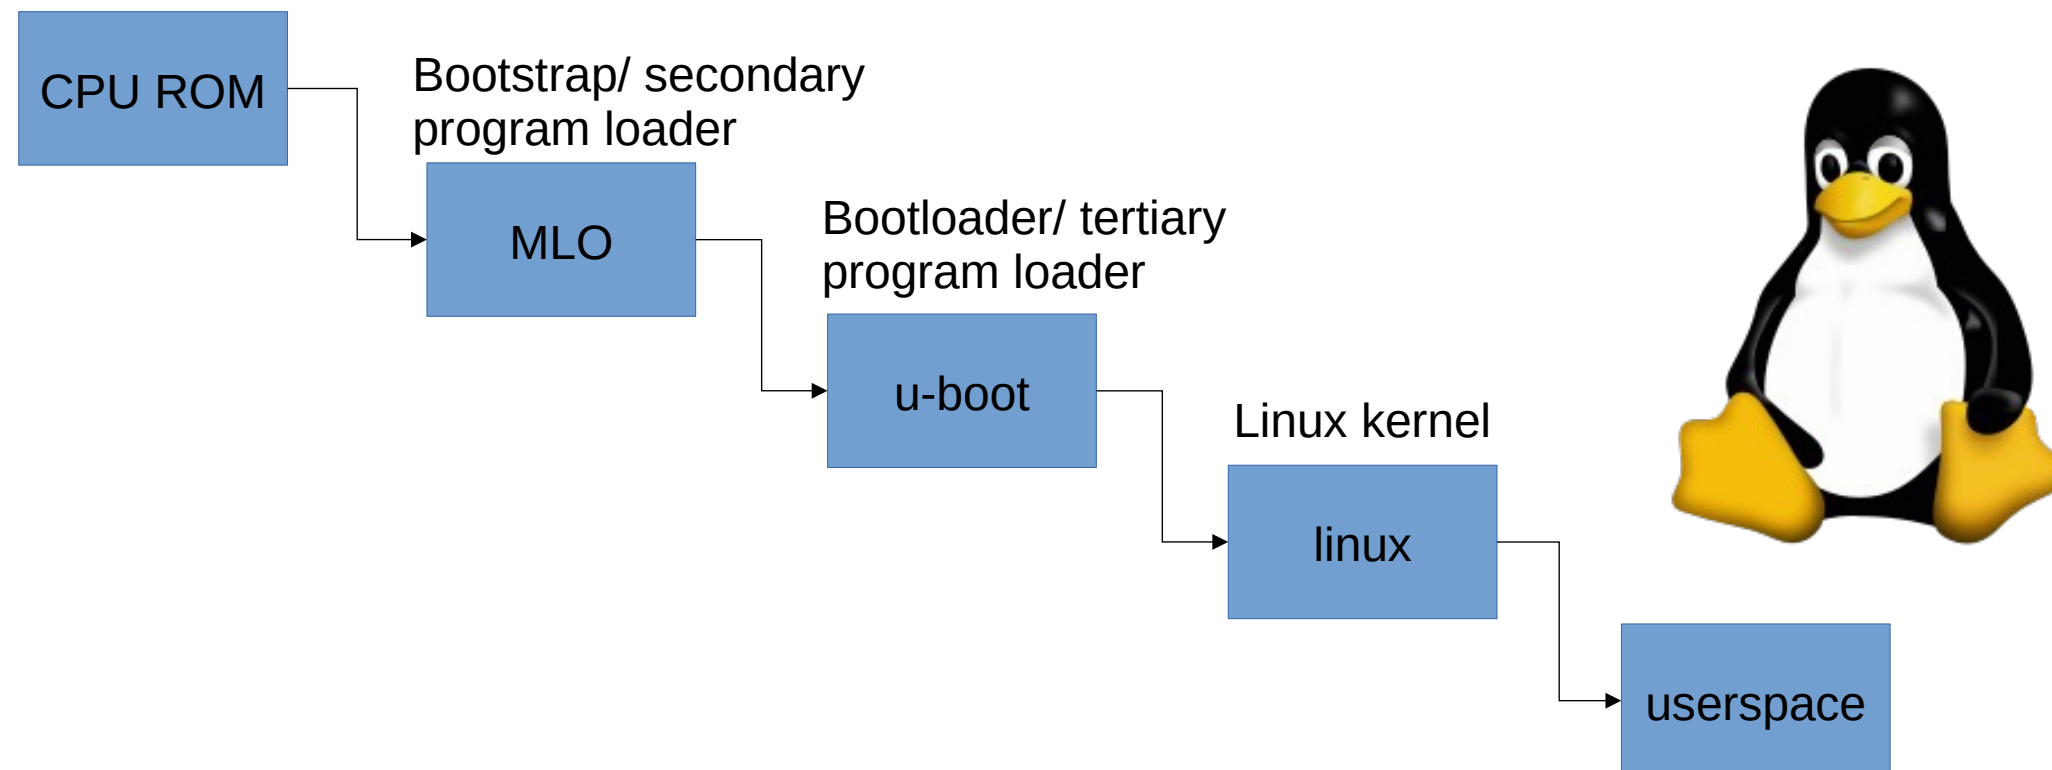 CPU ROM
Bootstrap/ secondary
program loader
MLO
Bootloader/ tertiary
program loader
u-boot
Linux kernel
linux
userspace